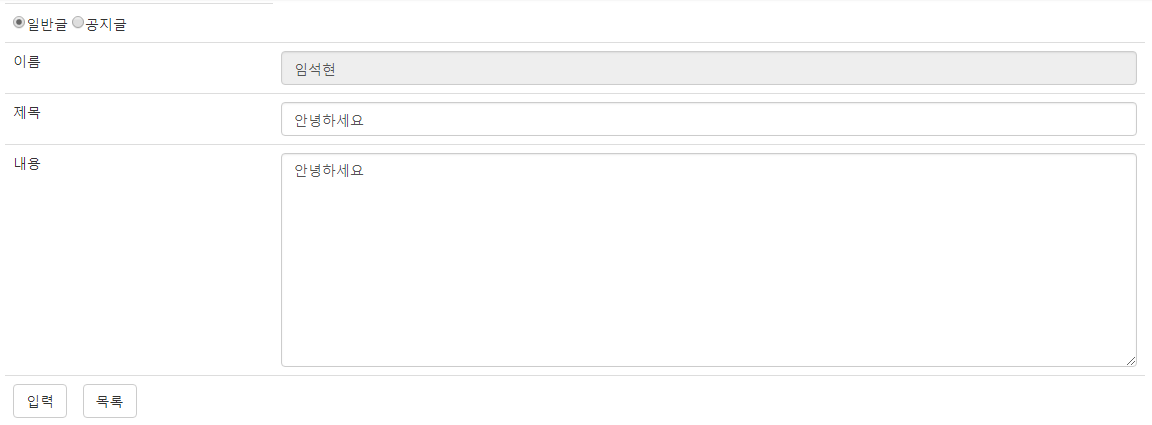 일반글 공지글
이름
임석현
제목
안녕하세요
내용
안녕하세요
입력 목록